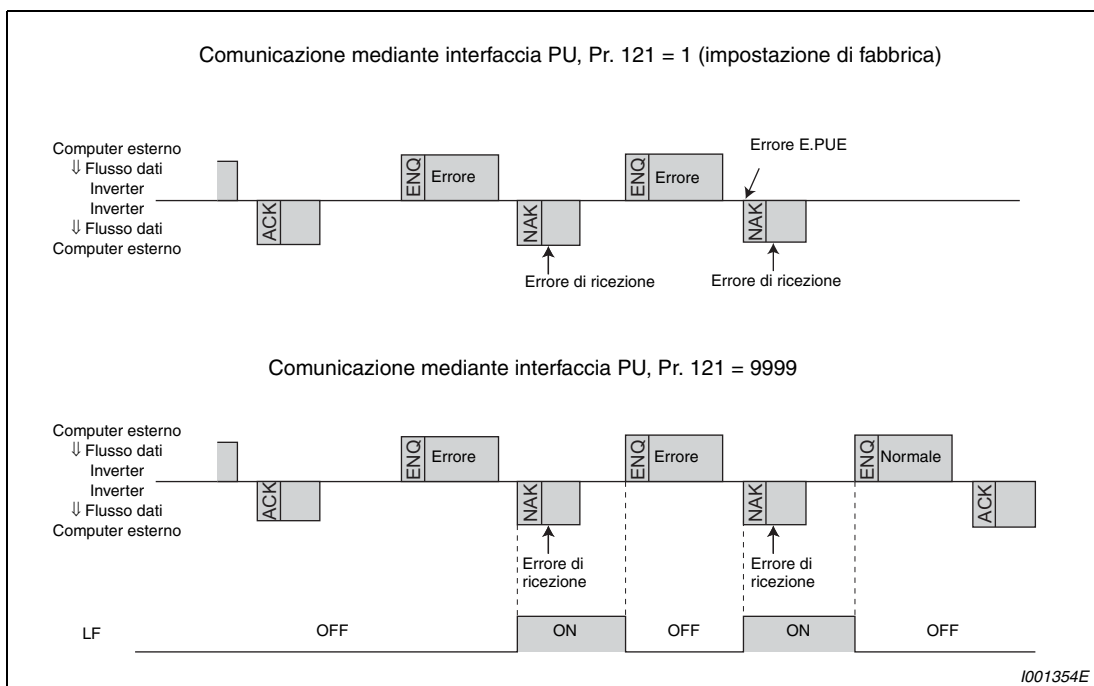 Comunicazione mediante interfaccia PU, Pr. 121 = 1 (impostazione di fabbrica)
Computer esterno
⇓ Flusso dati
Inverter
Inverter
⇓ Flusso dati
Computer esterno
ACK
ENQ Errore
NAK
Errore di ricezione
ENQ Errore
Errore E.PUE
NAK
Errore di ricezione
Comunicazione mediante interfaccia PU, Pr. 121 = 9999
Computer esterno
⇓ Flusso dati
Inverter
Inverter
⇓ Flusso dati
Computer esterno
ACK
ENQ Errore
NAK
Errore di
ricezione
ENQ Errore
NAK
Errore di
ricezione
ENQ Normale
ACK
LF OFF ON OFF ON OFF
I001354E